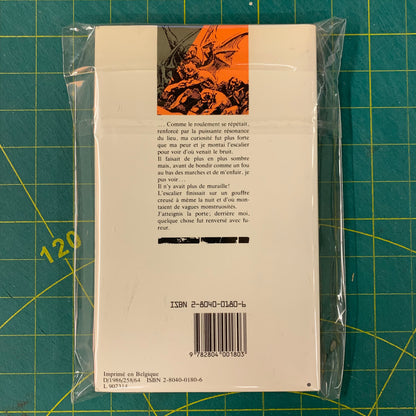 ... Comme le roulement se répétait,
renforcé par la puissante résonance
du lieu, ma curiosité fut plus forte
que ma peur et je montai l'escalier
pour voir d'où venait le bruit.
Il faisait de plus en plus sombre
mais, avant de bondir comme un fou
au bas des marches et de m'enfuir, je
pus voir...
Il n'y avait plus de muraille!
L'escalier finissait sur un gouffre
creusé à même la nuit et d'où mon-
taient de vagues monstruosités.
J'atteignis la porte; derrière moi,
quelque chose fut renversé avec fu-
reur.
120
ISBN 2-8040-0180-6
9 782804 001803
Imprimé en Belgique
D/1986/258/64 ISBN 2-8040-0180-6